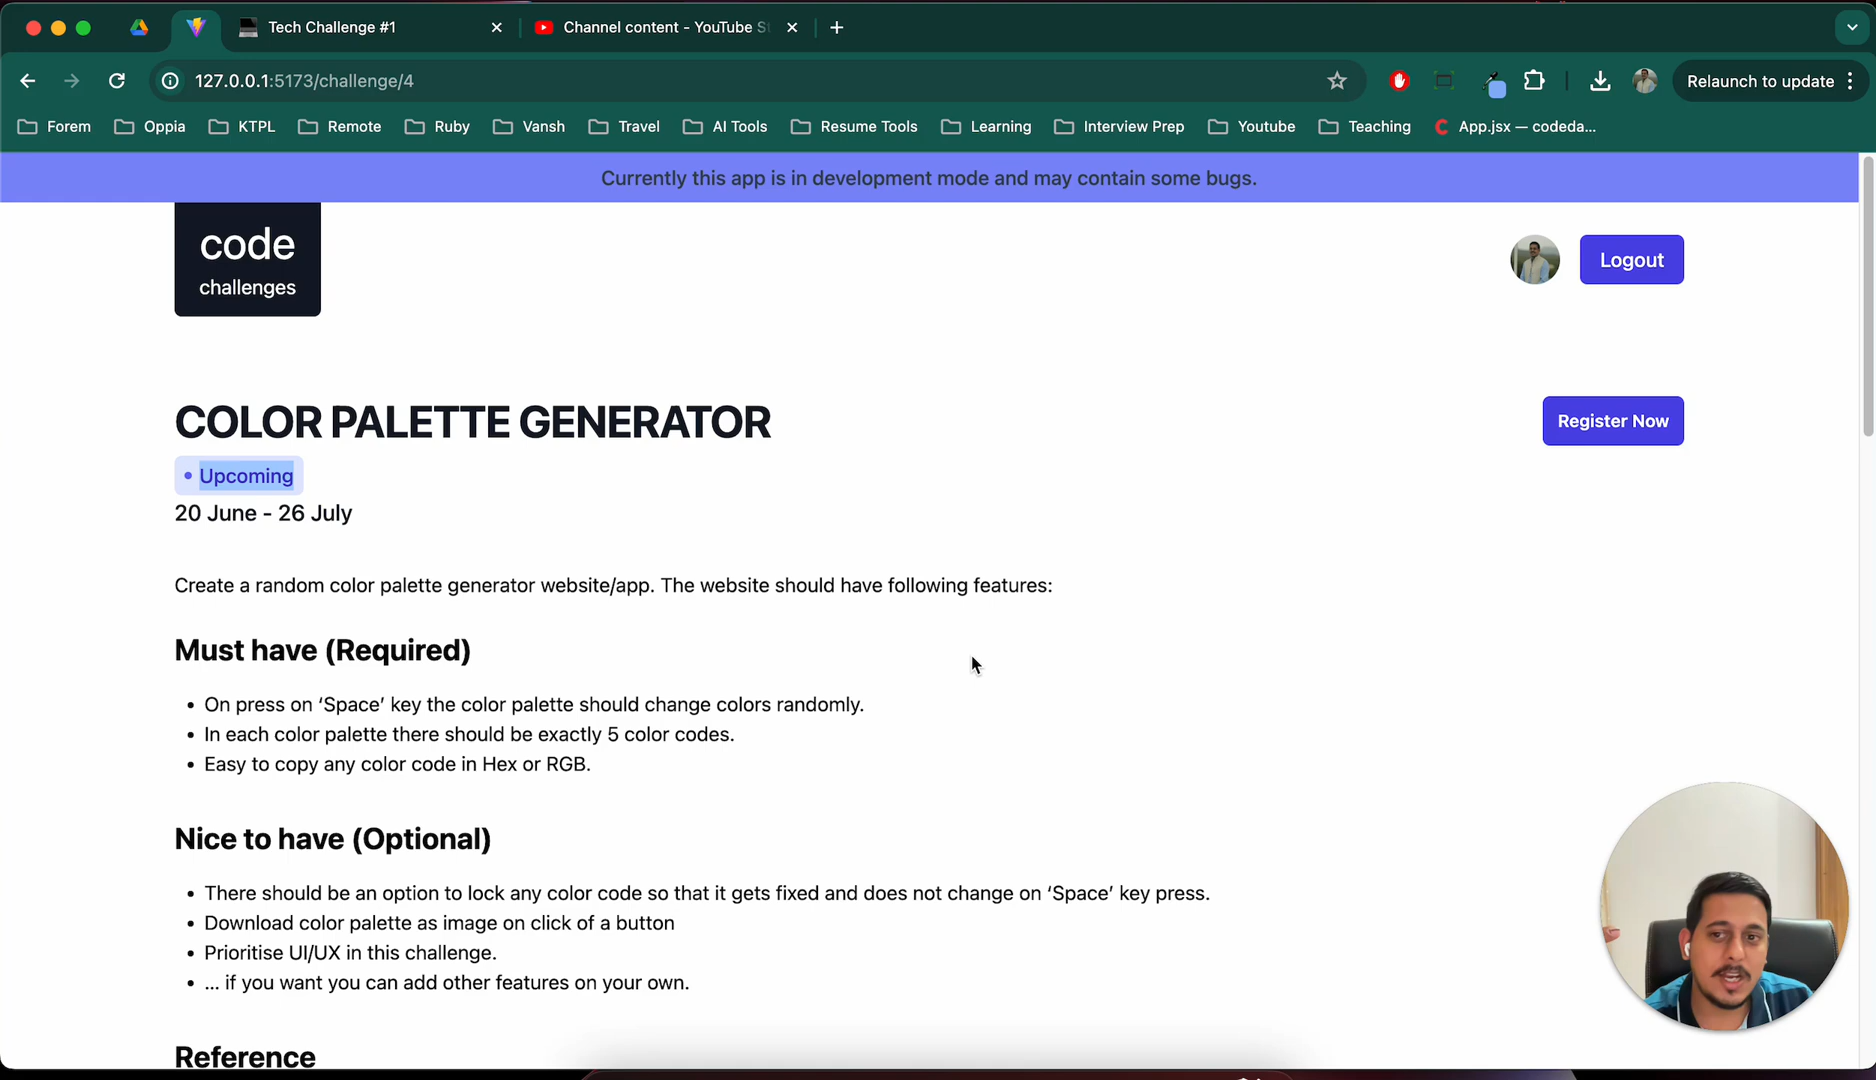 Tech Challenge #1
Channel content - YouTube S
127.0.0.1:5173/challenge/4
Relaunch to update
Forem
Oppia
KTPL
Remote
Ruby
Vansh
Travel
AI Tools
Resume Tools
Learning
Interview Prep
Youtube
Teaching
App.jsx — codeda...
Currently this app is in development mode and may contain some bugs.
code
challenges
Logout
COLOR PALETTE GENERATOR
Register Now
• Upcoming
20 June - 26 July
Create a random color palette generator website/app. The website should have following features:
Must have (Required)
• On press on ‘Space’ key the color palette should change colors randomly.
• In each color palette there should be exactly 5 color codes.
• Easy to copy any color code in Hex or RGB.
Nice to have (Optional)
• There should be an option to lock any color code so that it gets fixed and does not change on ‘Space’ key press.
• Download color palette as image on click of a button
• Prioritise UI/UX in this challenge.
• ... if you want you can add other features on your own.
Reference